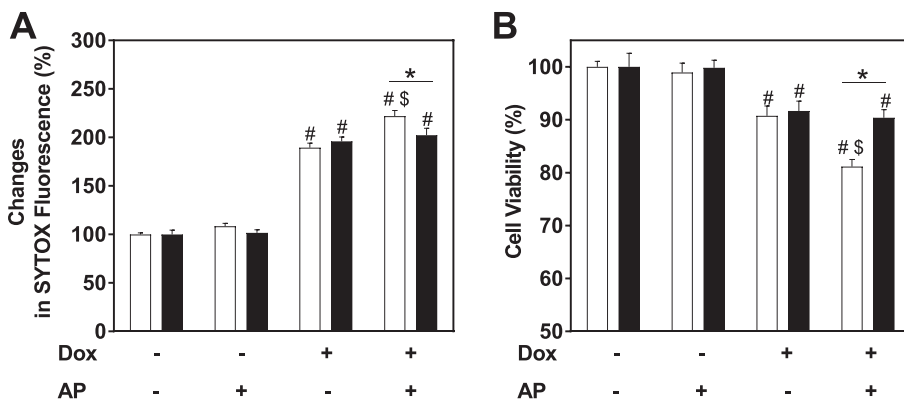 A
Changes
in SYTOX Fluorescence (%)
300
250
200
150
100
50
0
# # # $ * #
Dox - - + +
AP - + - +
B
Cell Viability (%)
100
90
80
70
60
50
# # # $ * #
Dox - - + +
AP - + - +